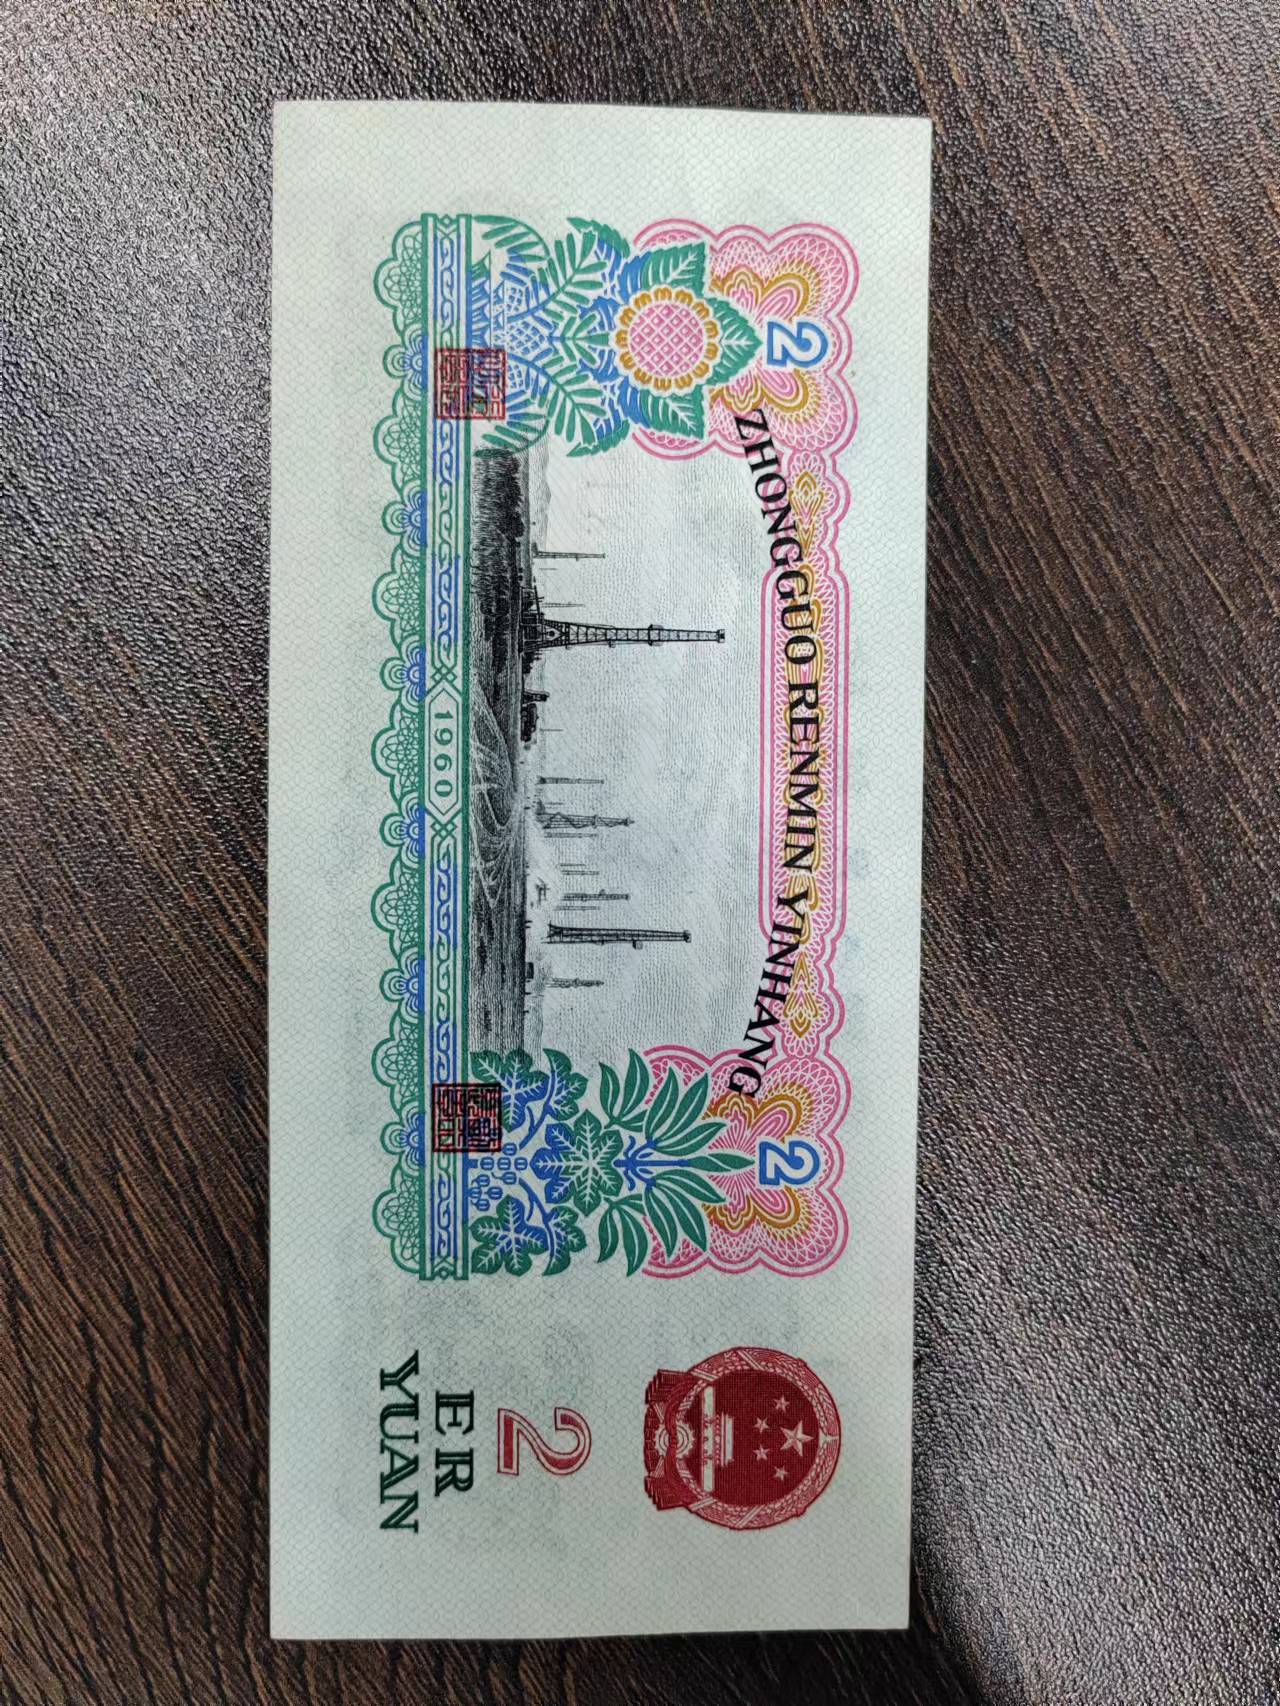 ZHONGGUO RENMIN YINHANG
2
2
1960
2
ER
YUAN